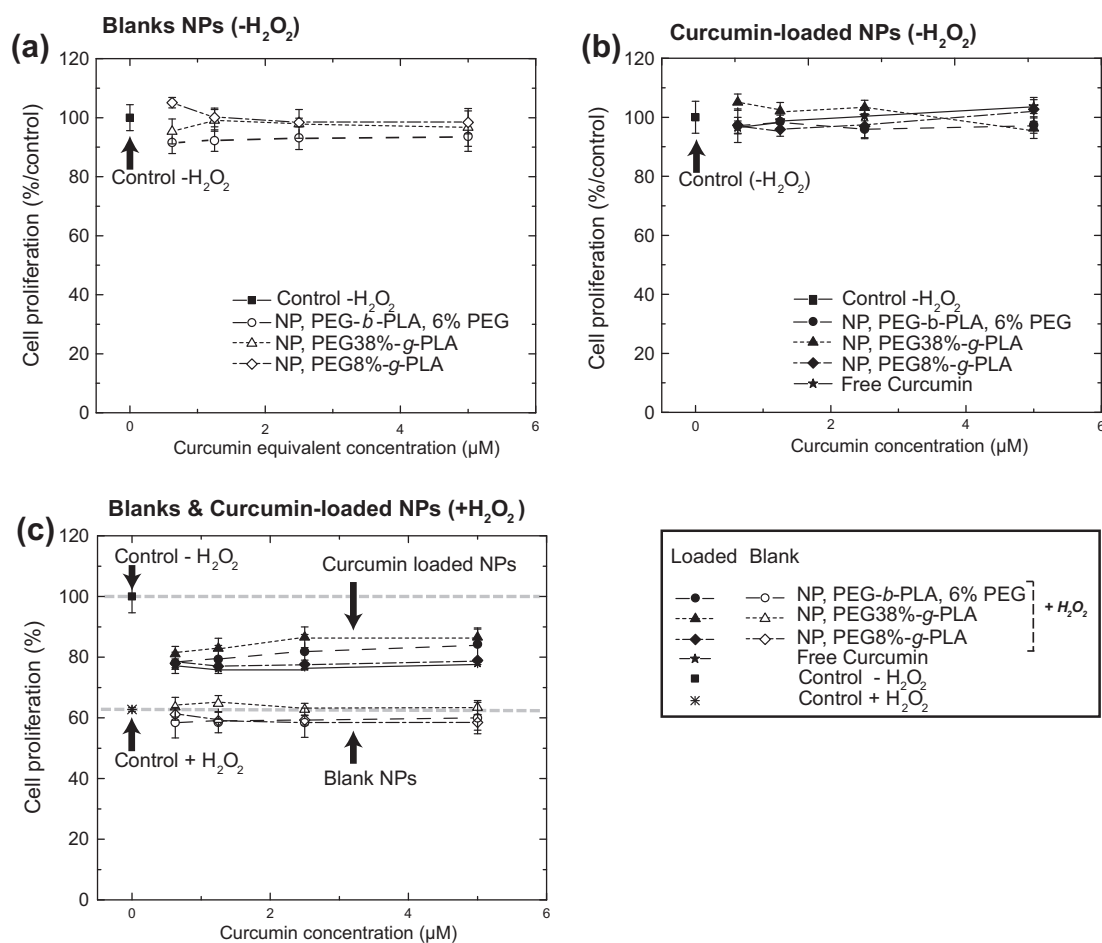 Blanks NPs (-H₂O₂)
(a)
120
100
80
60
40
20
0
Cell proliferation (%/control)
Control -H₂O₂
Control -H₂O₂
NP, PEG-b-PLA, 6% PEG
NP, PEG38%-g-PLA
NP, PEG8%-g-PLA
0 2 4 6
Curcumin equivalent concentration (µM)
Curcumin-loaded NPs (-H₂O₂)
(b)
120
100
80
60
40
20
0
Cell proliferation (%/control)
Control (-H₂O₂)
Control -H₂O₂
NP, PEG-b-PLA, 6% PEG
NP, PEG38%-g-PLA
NP, PEG8%-g-PLA
Free Curcumin
0 2 4 6
Curcumin concentration (µM)
Blanks & Curcumin-loaded NPs (+H₂O₂ )
(c)
120
100
80
60
40
20
0
Cell proliferation (%)
Control - H₂O₂
Curcumin loaded NPs
Control + H₂O₂
Blank NPs
0 2 4 6
Curcumin concentration (µM)
Loaded Blank
NP, PEG-b-PLA, 6% PEG
NP, PEG38%-g-PLA
NP, PEG8%-g-PLA
+ H₂O₂
Free Curcumin
Control - H₂O₂
Control + H₂O₂